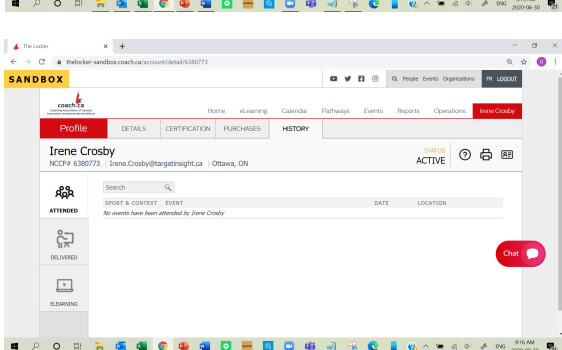 ENG
2020-08-30
The Locker
thelocker-sandbox.coach.ca/account/detail/6380773
SANDBOX
People Events Organizations
FR LOGOUT
coach.ca
Home eLearning Calendar Pathways Events Reports Operations Irene Crosby
Profile DETAILS CERTIFICATION PURCHASES HISTORY
Irene Crosby
NCCP# 6380773 | Irene.Crosby@targetinsight.ca | Ottawa, ON
STATUS
ACTIVE
ATTENDED
Search
SPORT & CONTEXT EVENT DATE LOCATION
No events have been attended by Irene Crosby
DELIVERED
Chat
ELEARNING
ENG
9:16 AM